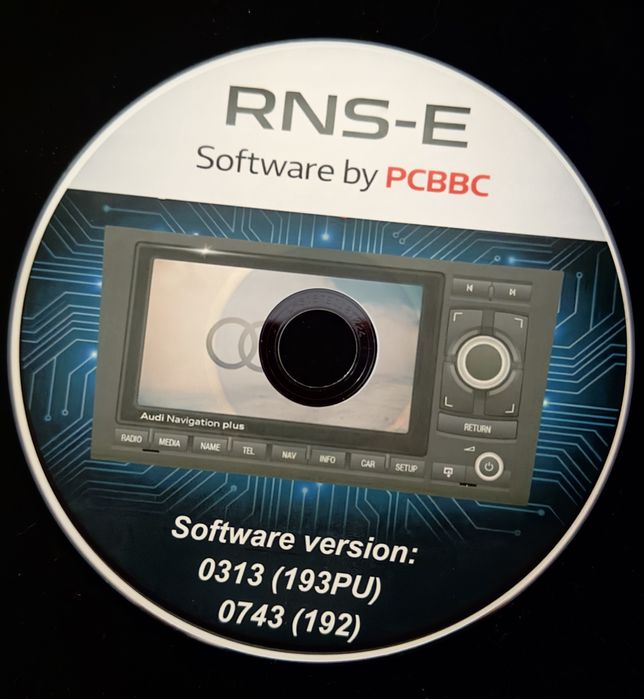 RNS-E
Software by PCBBC
Audi Navigation plus
RADIO MEDIA NAME TEL NAV INFO CAR SETUP
RETURN
Software version:
0313 (193PU)
0743 (192)